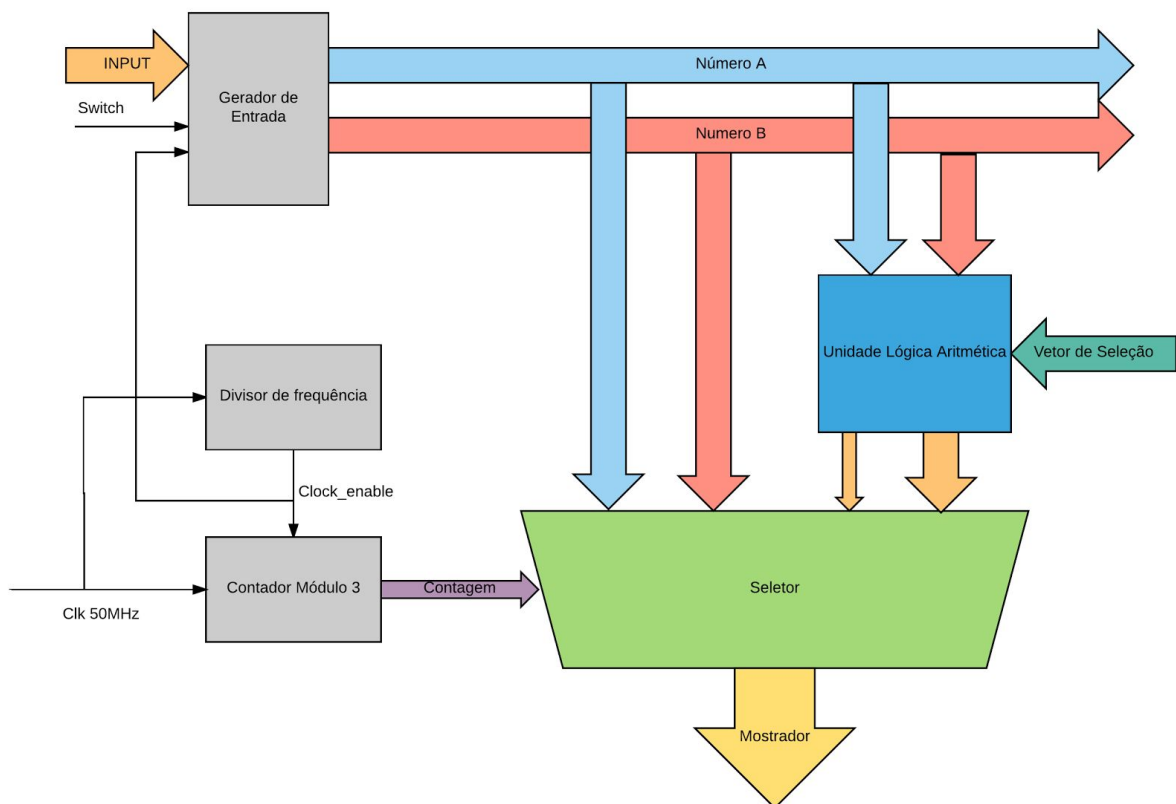 INPUT
Switch
Gerador de
Entrada
Número A
Numero B
Unidade Lógica Aritmética
Vetor de Seleção
Divisor de frequência
Clock_enable
Contador Módulo 3
Clk 50MHz
Contagem
Seletor
Mostrador